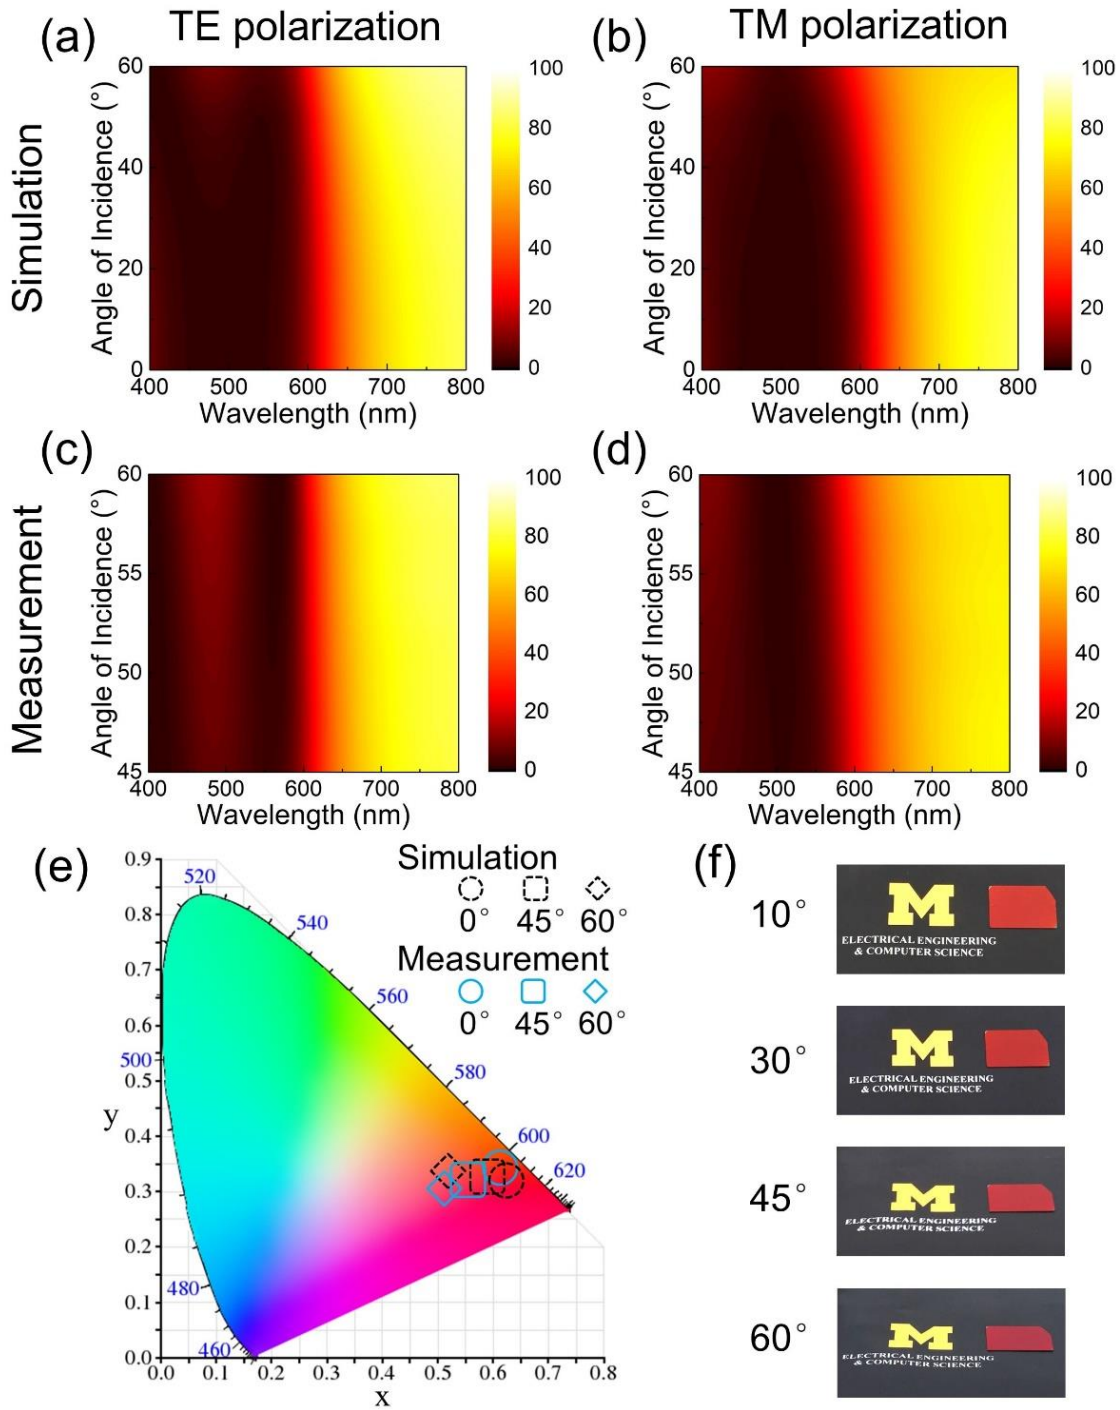 (a) TE polarization
(b) TM polarization
Simulation
Angle of Incidence (°)
60
40
20
0
400 500 600 700 800
Wavelength (nm)
100
80
60
40
20
0
Angle of Incidence (°)
60
40
20
0
400 500 600 700 800
Wavelength (nm)
100
80
60
40
20
0
Measurement
(c)
Angle of Incidence (°)
60
55
50
45
400 500 600 700 800
Wavelength (nm)
100
80
60
40
20
0
(d)
Angle of Incidence (°)
60
55
50
45
400 500 600 700 800
Wavelength (nm)
100
80
60
40
20
0
(e)
Simulation
0° 45° 60°
Measurement
0° 45° 60°
y
0.9
0.8
0.7
0.6
0.5
0.4
0.3
0.2
0.1
0.0
0.0 0.1 0.2 0.3 0.4 0.5 0.6 0.7 0.8
x
520
540
560
580
600
620
500
480
460
(f)
10°
M
ELECTRICAL ENGINEERING
& COMPUTER SCIENCE
30°
M
ELECTRICAL ENGINEERING
& COMPUTER SCIENCE
45°
M
ELECTRICAL ENGINEERING
& COMPUTER SCIENCE
60°
M
ELECTRICAL ENGINEERING
& COMPUTER SCIENCE